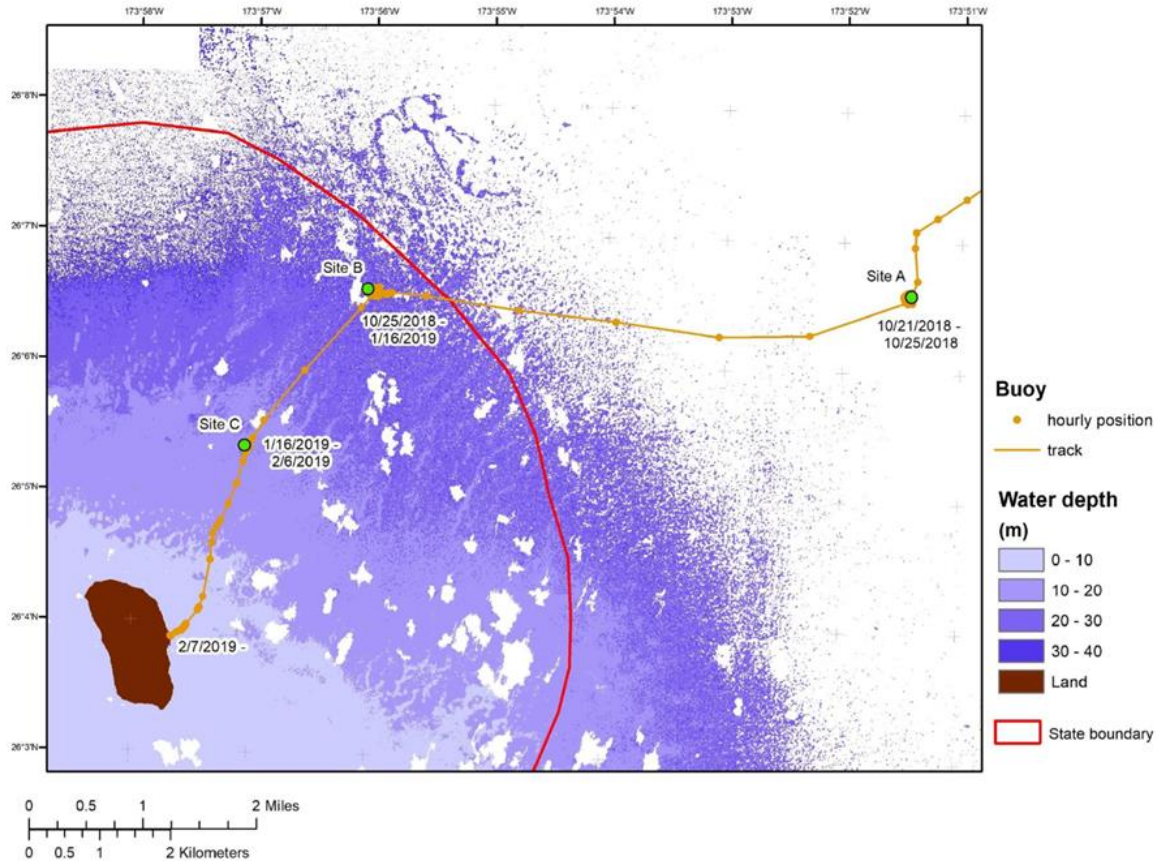 173°58'W 173°57'W 173°56'W 173°55'W 173°54'W 173°53'W 173°52'W 173°51'W
26°8'N
26°7'N
26°6'N
26°5'N
26°4'N
26°3'N
Site A
10/21/2018 -
10/25/2018
Site B
10/25/2018 -
1/16/2019
Site C
1/16/2019 -
2/6/2019
2/7/2019 -
Buoy
hourly position
track
Water depth
(m)
0 - 10
10 - 20
20 - 30
30 - 40
Land
State boundary
0 0.5 1 2 Miles
0 0.5 1 2 Kilometers